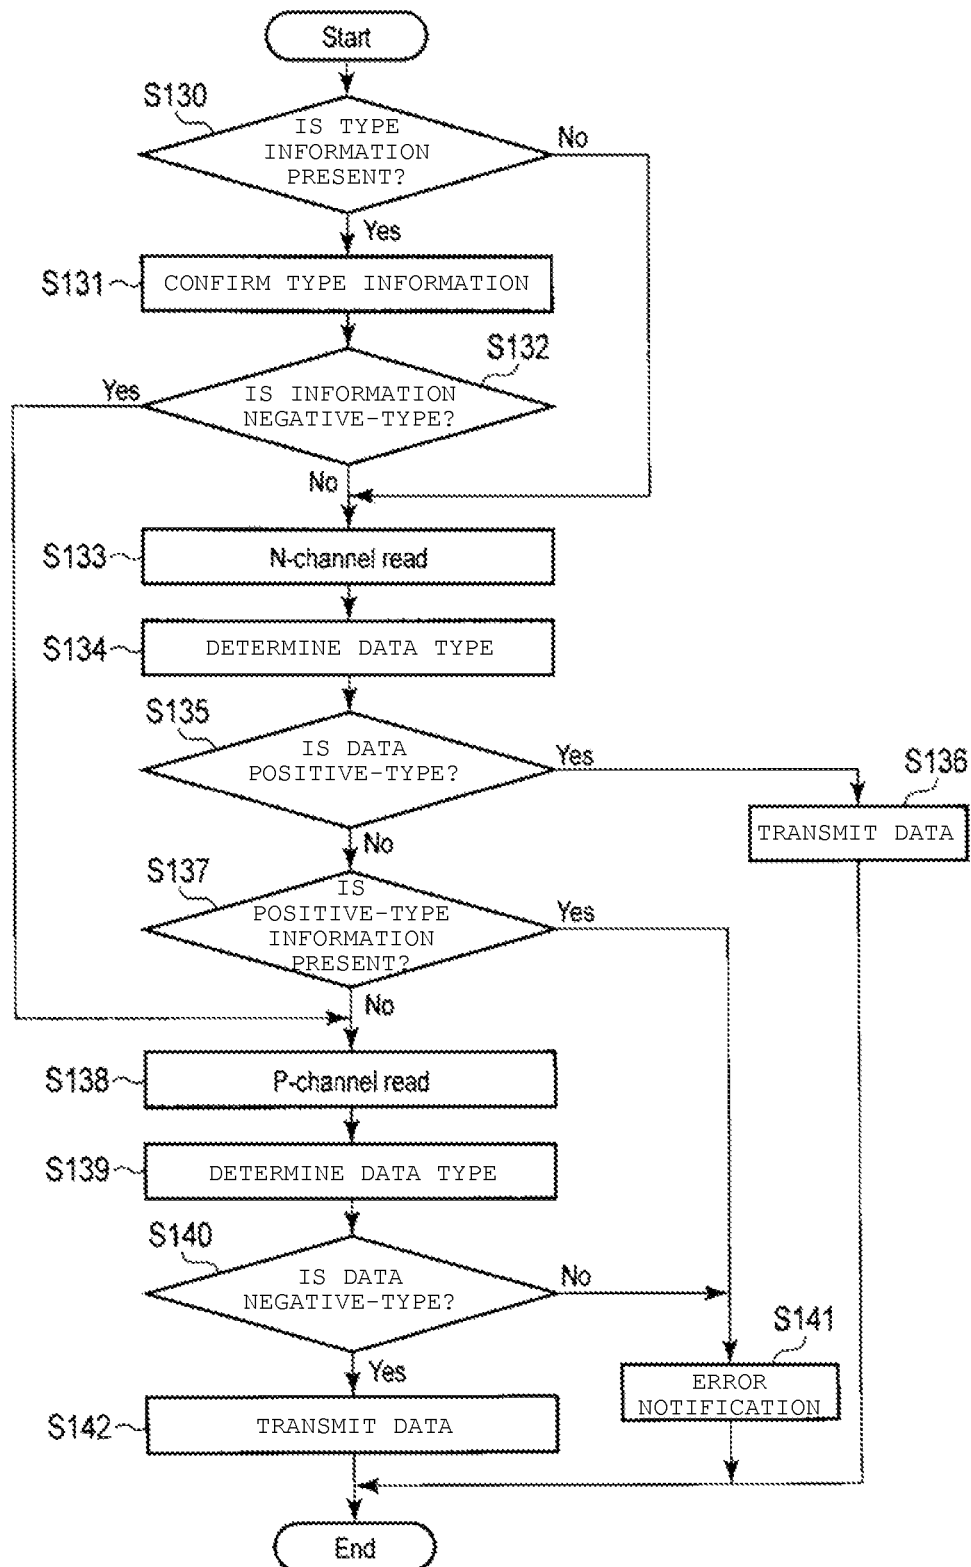 Start
S130
IS TYPE
INFORMATION
PRESENT?
No
Yes
S131
CONFIRM TYPE INFORMATION
S132
Yes
IS INFORMATION
NEGATIVE-TYPE?
No
S133
N-channel read
S134
DETERMINE DATA TYPE
S135
IS DATA
POSITIVE-TYPE?
Yes
S136
TRANSMIT DATA
No
S137
IS
POSITIVE-TYPE
INFORMATION
PRESENT?
Yes
No
S138
P-channel read
S139
DETERMINE DATA TYPE
S140
IS DATA
NEGATIVE-TYPE?
No
S141
ERROR
NOTIFICATION
Yes
S142
TRANSMIT DATA
End